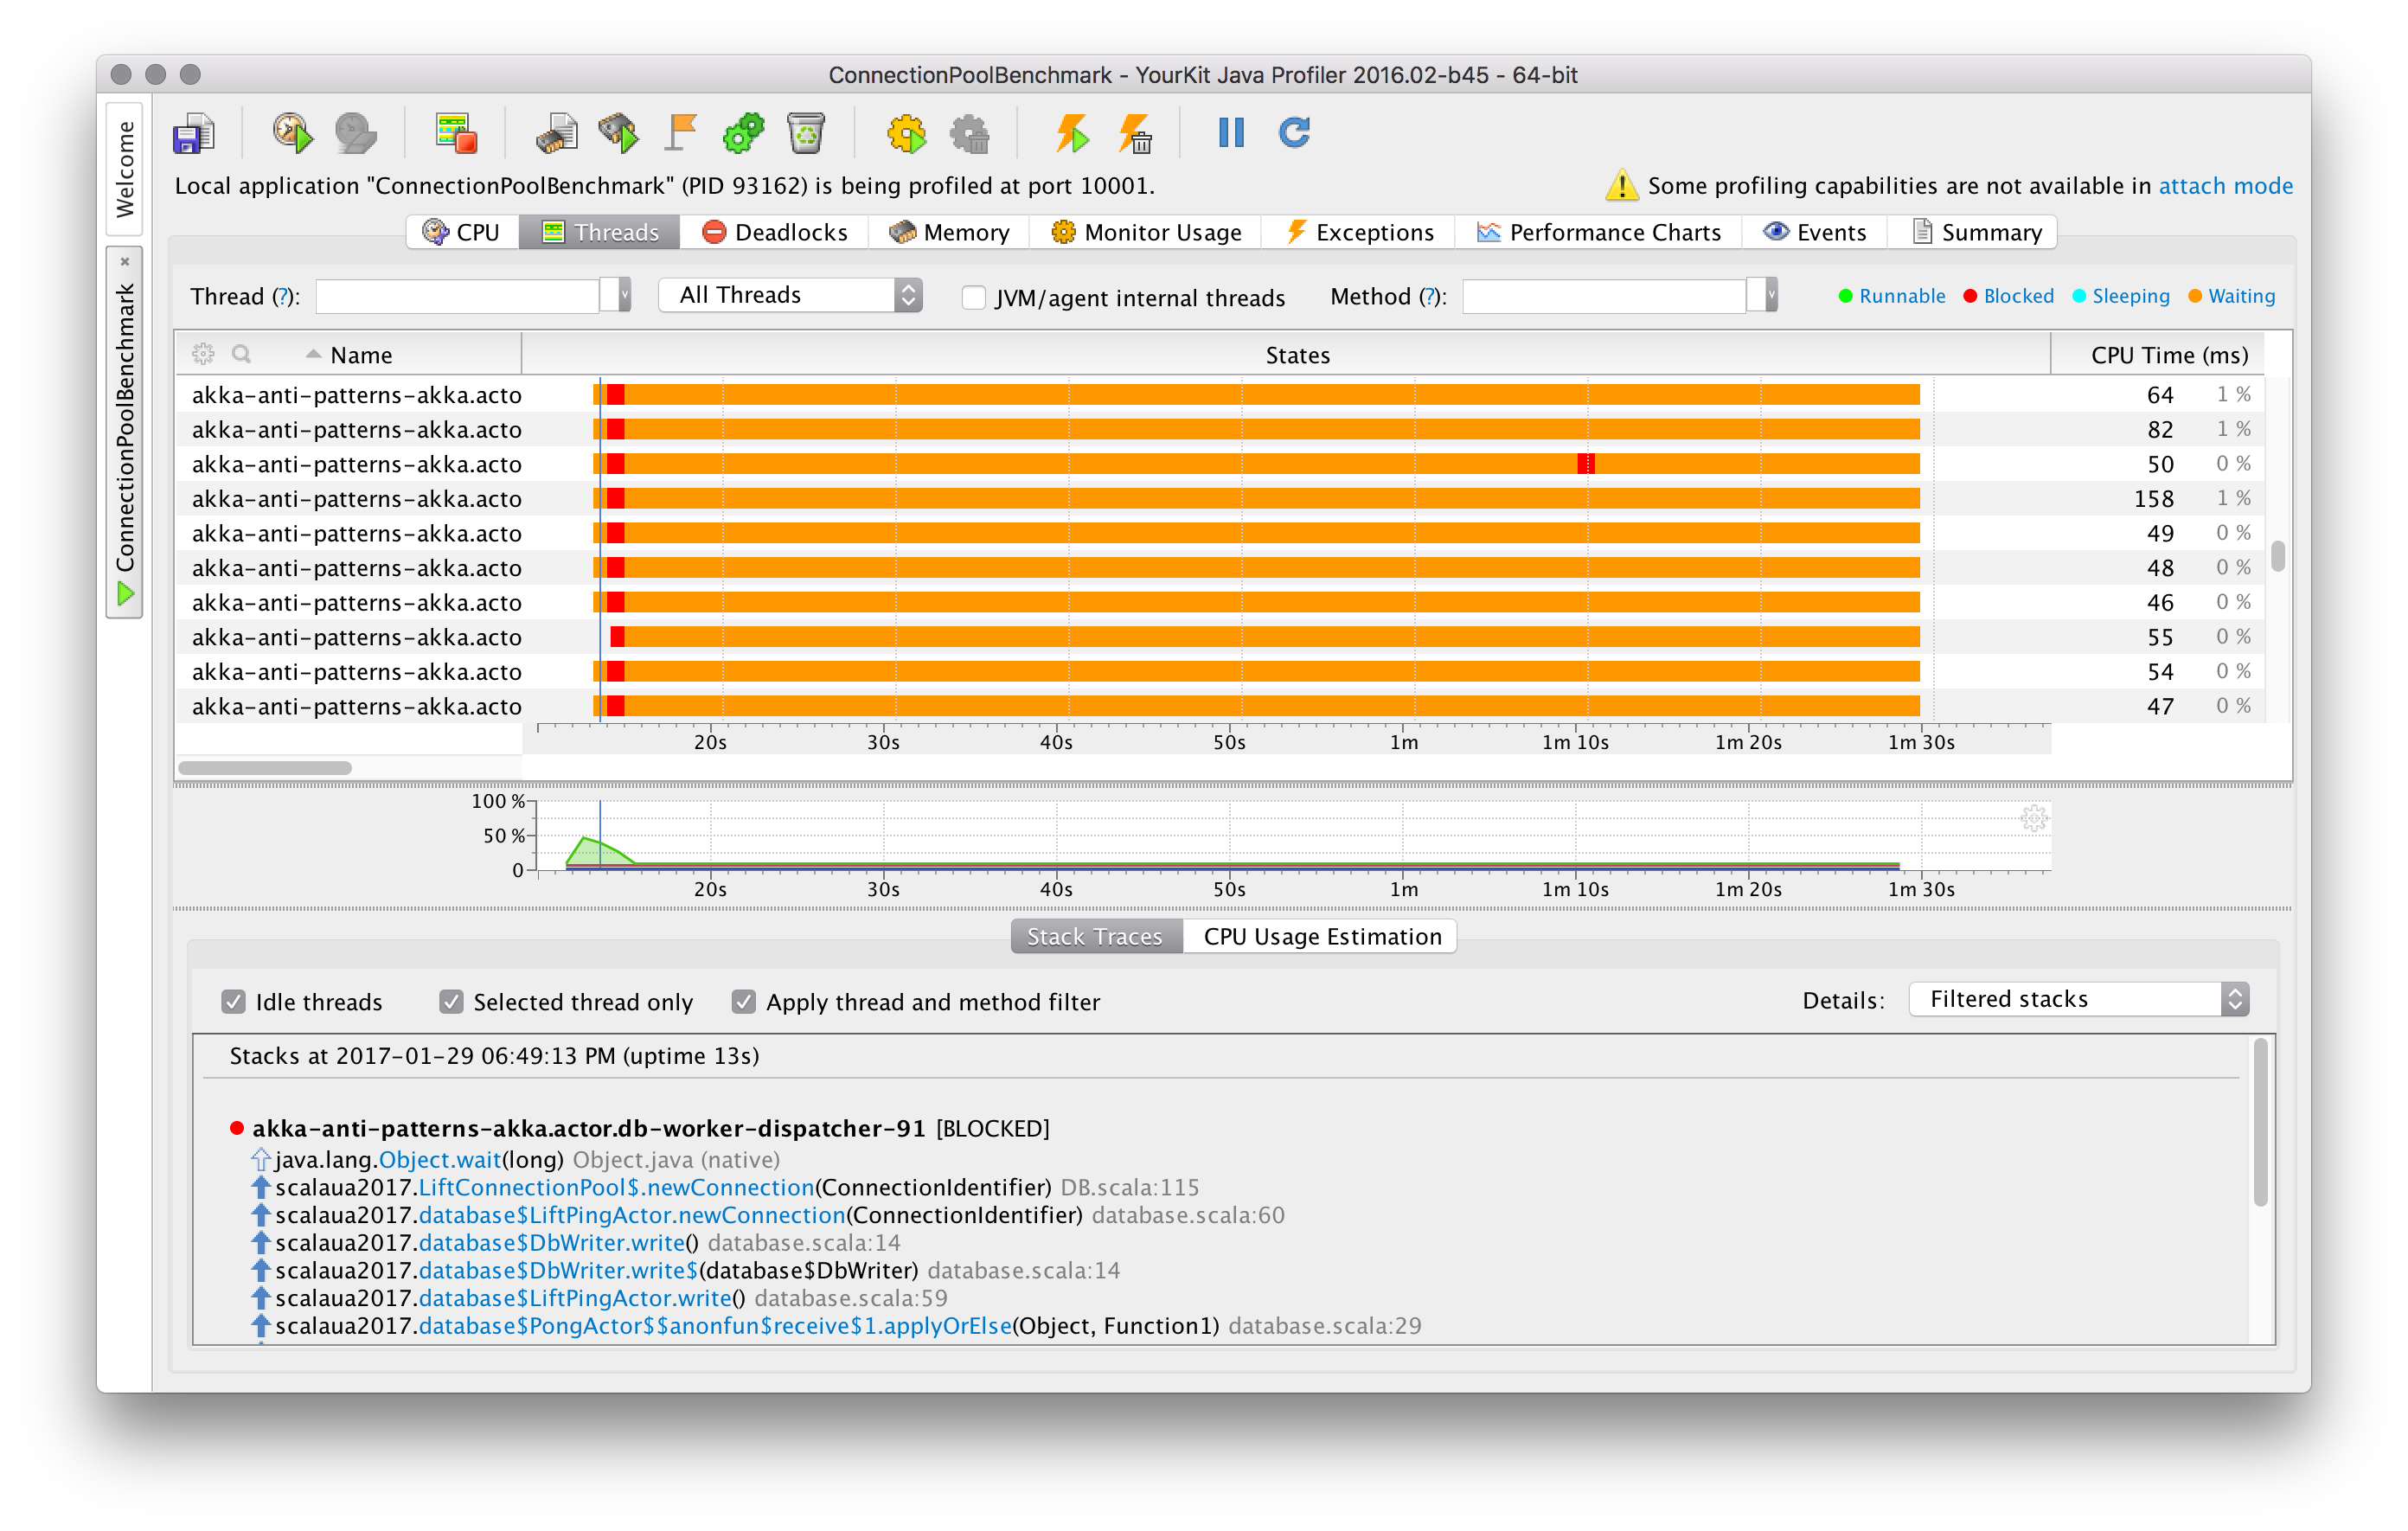 ConnectionPoolBenchmark - YourKit Java Profiler 2016.02-b45 - 64-bit
Welcome
ConnectionPoolBenchmark
Local application "ConnectionPoolBenchmark" (PID 93162) is being profiled at port 10001.
Some profiling capabilities are not available in attach mode
CPU Threads Deadlocks Memory Monitor Usage Exceptions Performance Charts Events Summary
Thread (?): All Threads JVM/agent internal threads Method (?): Runnable Blocked Sleeping Waiting
Name States CPU Time (ms)
akka-anti-patterns-akka.acto 64 1 %
akka-anti-patterns-akka.acto 82 1 %
akka-anti-patterns-akka.acto 50 0 %
akka-anti-patterns-akka.acto 158 1 %
akka-anti-patterns-akka.acto 49 0 %
akka-anti-patterns-akka.acto 48 0 %
akka-anti-patterns-akka.acto 46 0 %
akka-anti-patterns-akka.acto 55 0 %
akka-anti-patterns-akka.acto 54 0 %
akka-anti-patterns-akka.acto 47 0 %
20s 30s 40s 50s 1m 1m 10s 1m 20s 1m 30s
100 %
50 %
0
20s 30s 40s 50s 1m 1m 10s 1m 20s 1m 30s
Stack Traces CPU Usage Estimation
Idle threads Selected thread only Apply thread and method filter Details: Filtered stacks
Stacks at 2017-01-29 06:49:13 PM (uptime 13s)
akka-anti-patterns-akka.actor.db-worker-dispatcher-91 [BLOCKED]
java.lang.Object.wait(long) Object.java (native)
scalaua2017.LiftConnectionPool$.newConnection(ConnectionIdentifier) DB.scala:115
scalaua2017.database$LiftPingActor.newConnection(ConnectionIdentifier) database.scala:60
scalaua2017.database$DbWriter.write() database.scala:14
scalaua2017.database$DbWriter.write$(database$DbWriter) database.scala:14
scalaua2017.database$LiftPingActor.write() database.scala:59
scalaua2017.database$PongActor$$anonfun$receive$1.applyOrElse(Object, Function1) database.scala:29